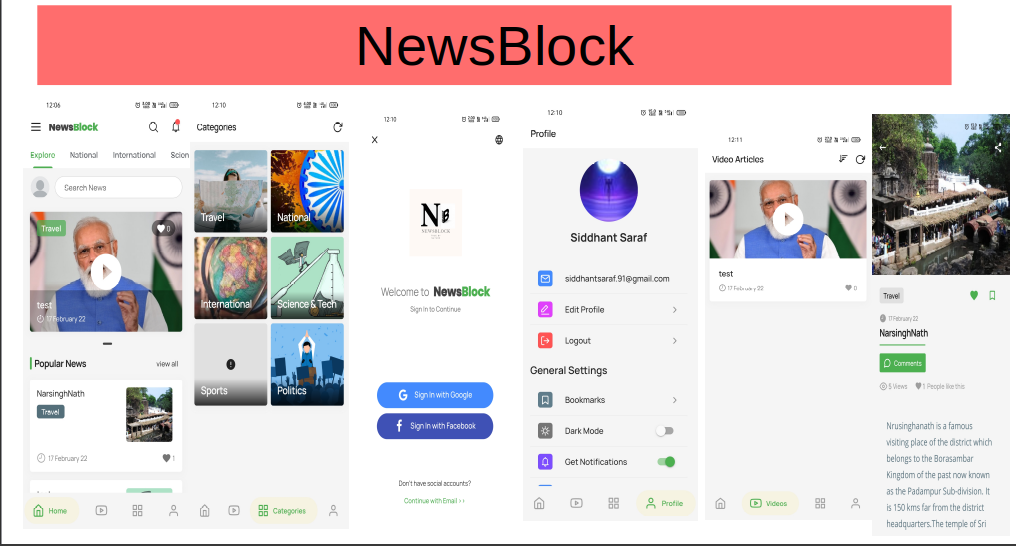 NewsBlock
12:06
NewsBlock
Explore National International Scien
Search News
Travel
0
test
17 February 22
Popular News
view all
NarsinghNath
Travel
17 February 22
1
Home
12:10
Categories
Travel
National
International
Science & Tech
Sports
Politics
Categories
12:10
X
NB
NEWSBLOCK
Welcome to NewsBlock
Sign In to Continue
Sign In with Google
Sign In with Facebook
Don't have social accounts?
Continue with Email >>
12:10
Profile
Siddhant Saraf
siddhantsaraf.91@gmail.com
Edit Profile
Logout
General Settings
Bookmarks
Dark Mode
Get Notifications
Profile
12:11
Video Articles
test
17 February 22
0
Videos
Travel
17 February 22
NarsinghNath
Comments
5 Views
1 People like this
Nrusinghanath is a famous
visiting place of the district which
belongs to the Borasambar
Kingdom of the past now known
as the Padampur Sub-division. It
is 150 kms far from the district
headquarters.The temple of Sri